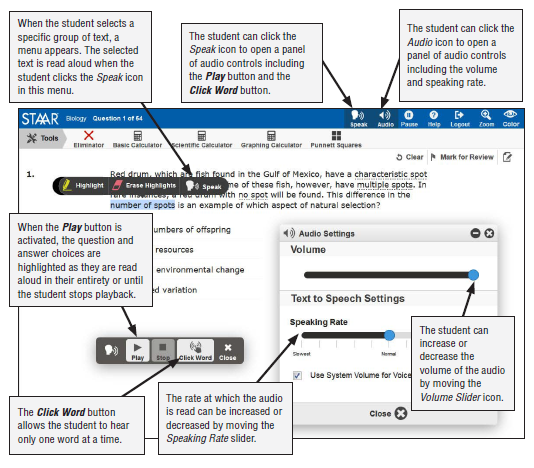 When the student selects a
specific group of text, a
menu appears. The selected
text is read aloud when the
student clicks the Speak icon
in this menu.
The student can click the
Speak icon to open a panel
of audio controls including
the Play button and the
Click Word button.
The student can click the
Audio icon to open a
panel of audio controls
including the volume
and speaking rate.
STAAR Biology Question 1 of 54
Speak Audio Pause Help Logout Zoom Color
Tools
Eliminator Basic Calculator Scientific Calculator Graphing Calculator Punnett Squares
Clear Mark for Review
1.
Red drum, which are fish found in the Gulf of Mexico, have a characteristic spot
Highlight Erase Highlights Speak
me of these fish, however, have multiple spots. In
rare instances, a red drum with no spot will be found. This difference in the
number of spots is an example of which aspect of natural selection?
When the Play button is
activated, the question and
answer choices are
highlighted as they are read
aloud in their entirety or until
the student stops playback.
umbers of offspring
resources
environmental change
d variation
Audio Settings
Volume
Text to Speech Settings
Speaking Rate
Slowest Normal
Use System Volume for Voice
Close
The student can
increase or
decrease the
volume of the audio
by moving the
Volume Slider icon.
Play Stop Click Word Close
The Click Word button
allows the student to hear
only one word at a time.
The rate at which the audio
is read can be increased or
decreased by moving the
Speaking Rate slider.